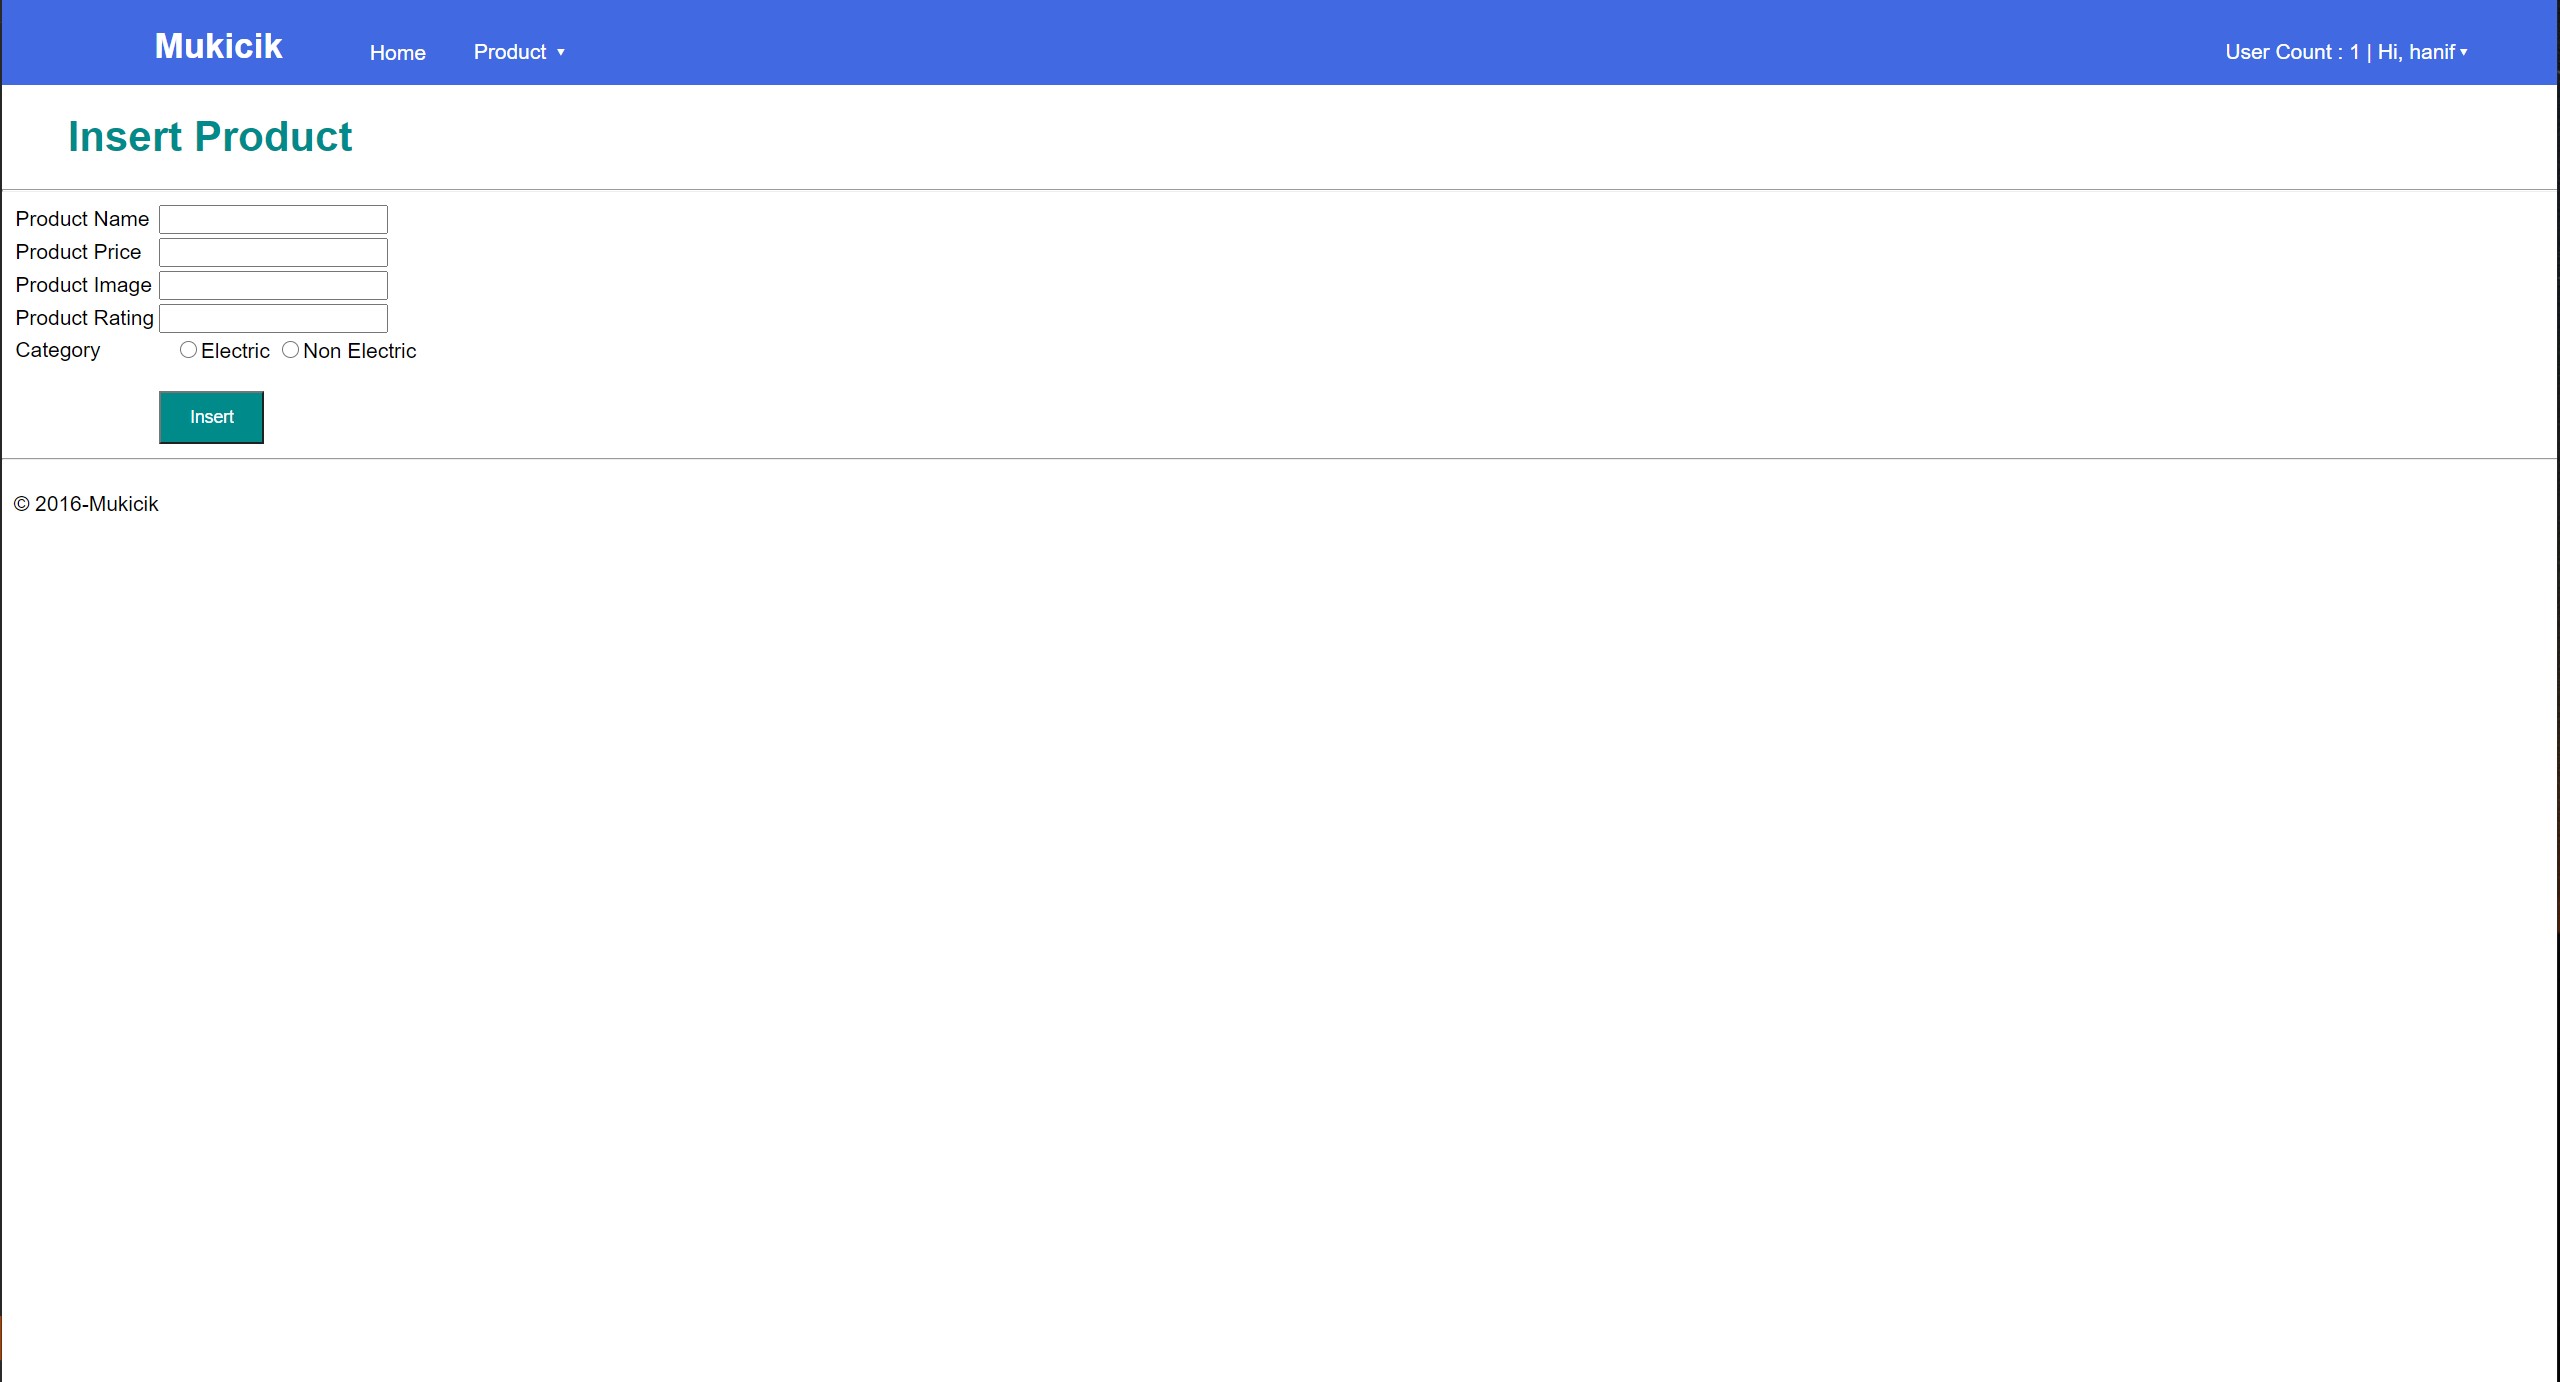 Mukicik Home Product ▾ User Count : 1 | Hi, hanif ▾
Insert Product
Product Name
Product Price
Product Image
Product Rating
Category Electric Non Electric
Insert
© 2016-Mukicik